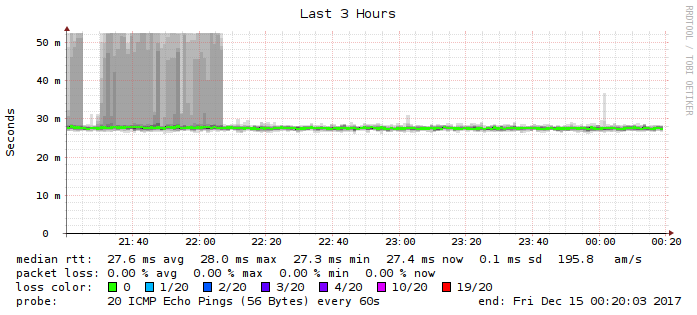 Last 3 Hours
RRDTOOL / TOBI OETIKER
Seconds
50 m
40 m
30 m
20 m
10 m
0
21:40 22:00 22:20 22:40 23:00 23:20 23:40 00:00 00:20
median rtt: 27.6 ms avg 28.0 ms max 27.3 ms min 27.4 ms now 0.1 ms sd 195.8 am/s
packet loss: 0.00 % avg 0.00 % max 0.00 % min 0.00 % now
loss color: 0 1/20 2/20 3/20 4/20 10/20 19/20
probe: 20 ICMP Echo Pings (56 Bytes) every 60s end: Fri Dec 15 00:20:03 2017